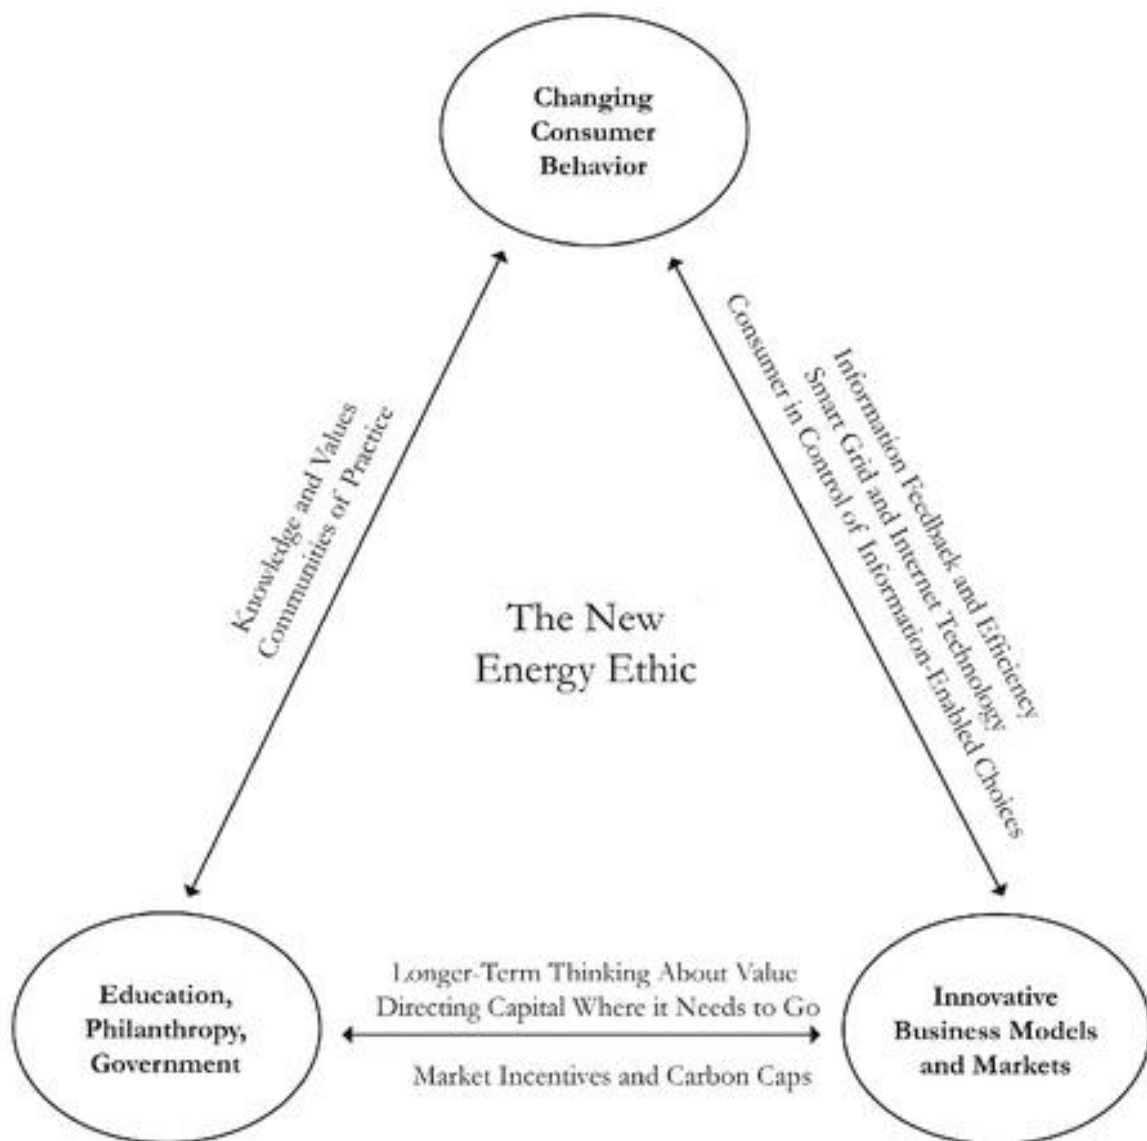 Changing
Consumer
Behavior
Knowledge and Values
Communities of Practice
Information Feedback and Efficiency
Smart Grid and Internet Technology
Consumer in Control of Information-Enabled Choices
The New
Energy Ethic
Education,
Philanthropy,
Government
Longer-Term Thinking About Value
Directing Capital Where it Needs to Go
Market Incentives and Carbon Caps
Innovative
Business Models
and Markets